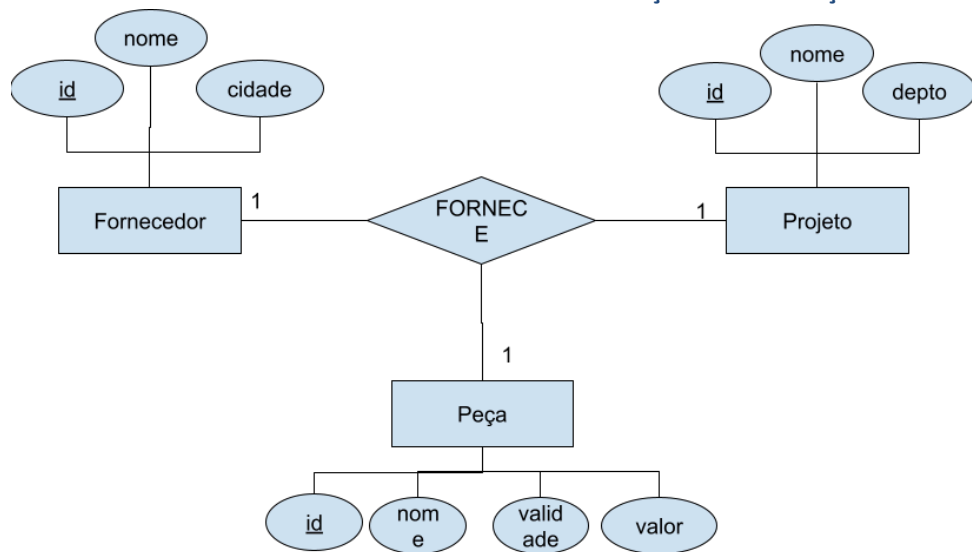 nome
id
cidade
nome
id
depto
Fornecedor
1
FORNEC
E
1
Projeto
1
Peça
id
nom
e
valid
ade
valor